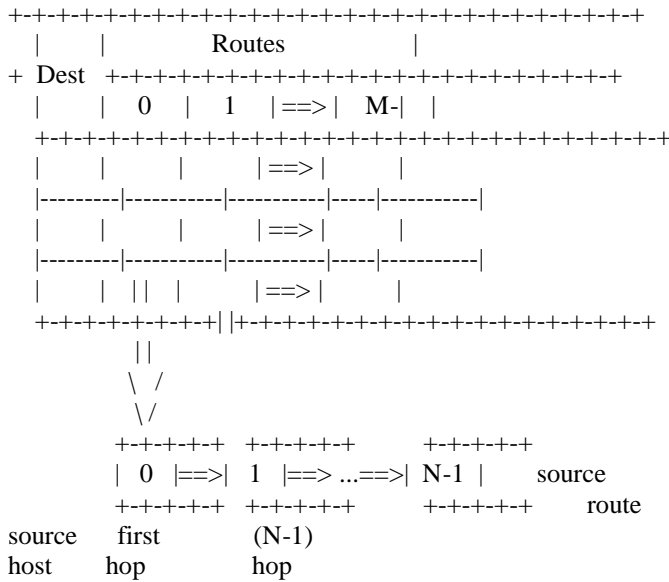 +-+-+-+-+-+-+-+-+-+-+-+-+-+-+-+-+-+-+-+-+-+-+-+-+-+-+
| | Routes |
+ Dest +-+-+-+-+-+-+-+-+-+-+-+-+-+-+-+-+-+-+-+-+-+
| | 0 | 1 |==>| M-| |
+-+-+-+-+-+-+-+-+-+-+-+-+-+-+-+-+-+-+-+-+-+-+-+-+-+-+
| | | |==>| |
|---------|-----------|-----------|-----|-----------|
| | | |==>| |
|---------|-----------|-----------|-----|-----------|
| | || | |==>| |
+-+-+-+-+-+-+-+-+||+-+-+-+-+-+-+-+-+-+-+-+-+-+-+-+-+-+
||
\ /
\/
+-+-+-+-+ +-+-+-+-+ +-+-+-+-+
| 0 |==>| 1 |==> ...==>| N-1 | source
+-+-+-+-+ +-+-+-+-+ +-+-+-+-+ route
source first (N-1)
host hop hop